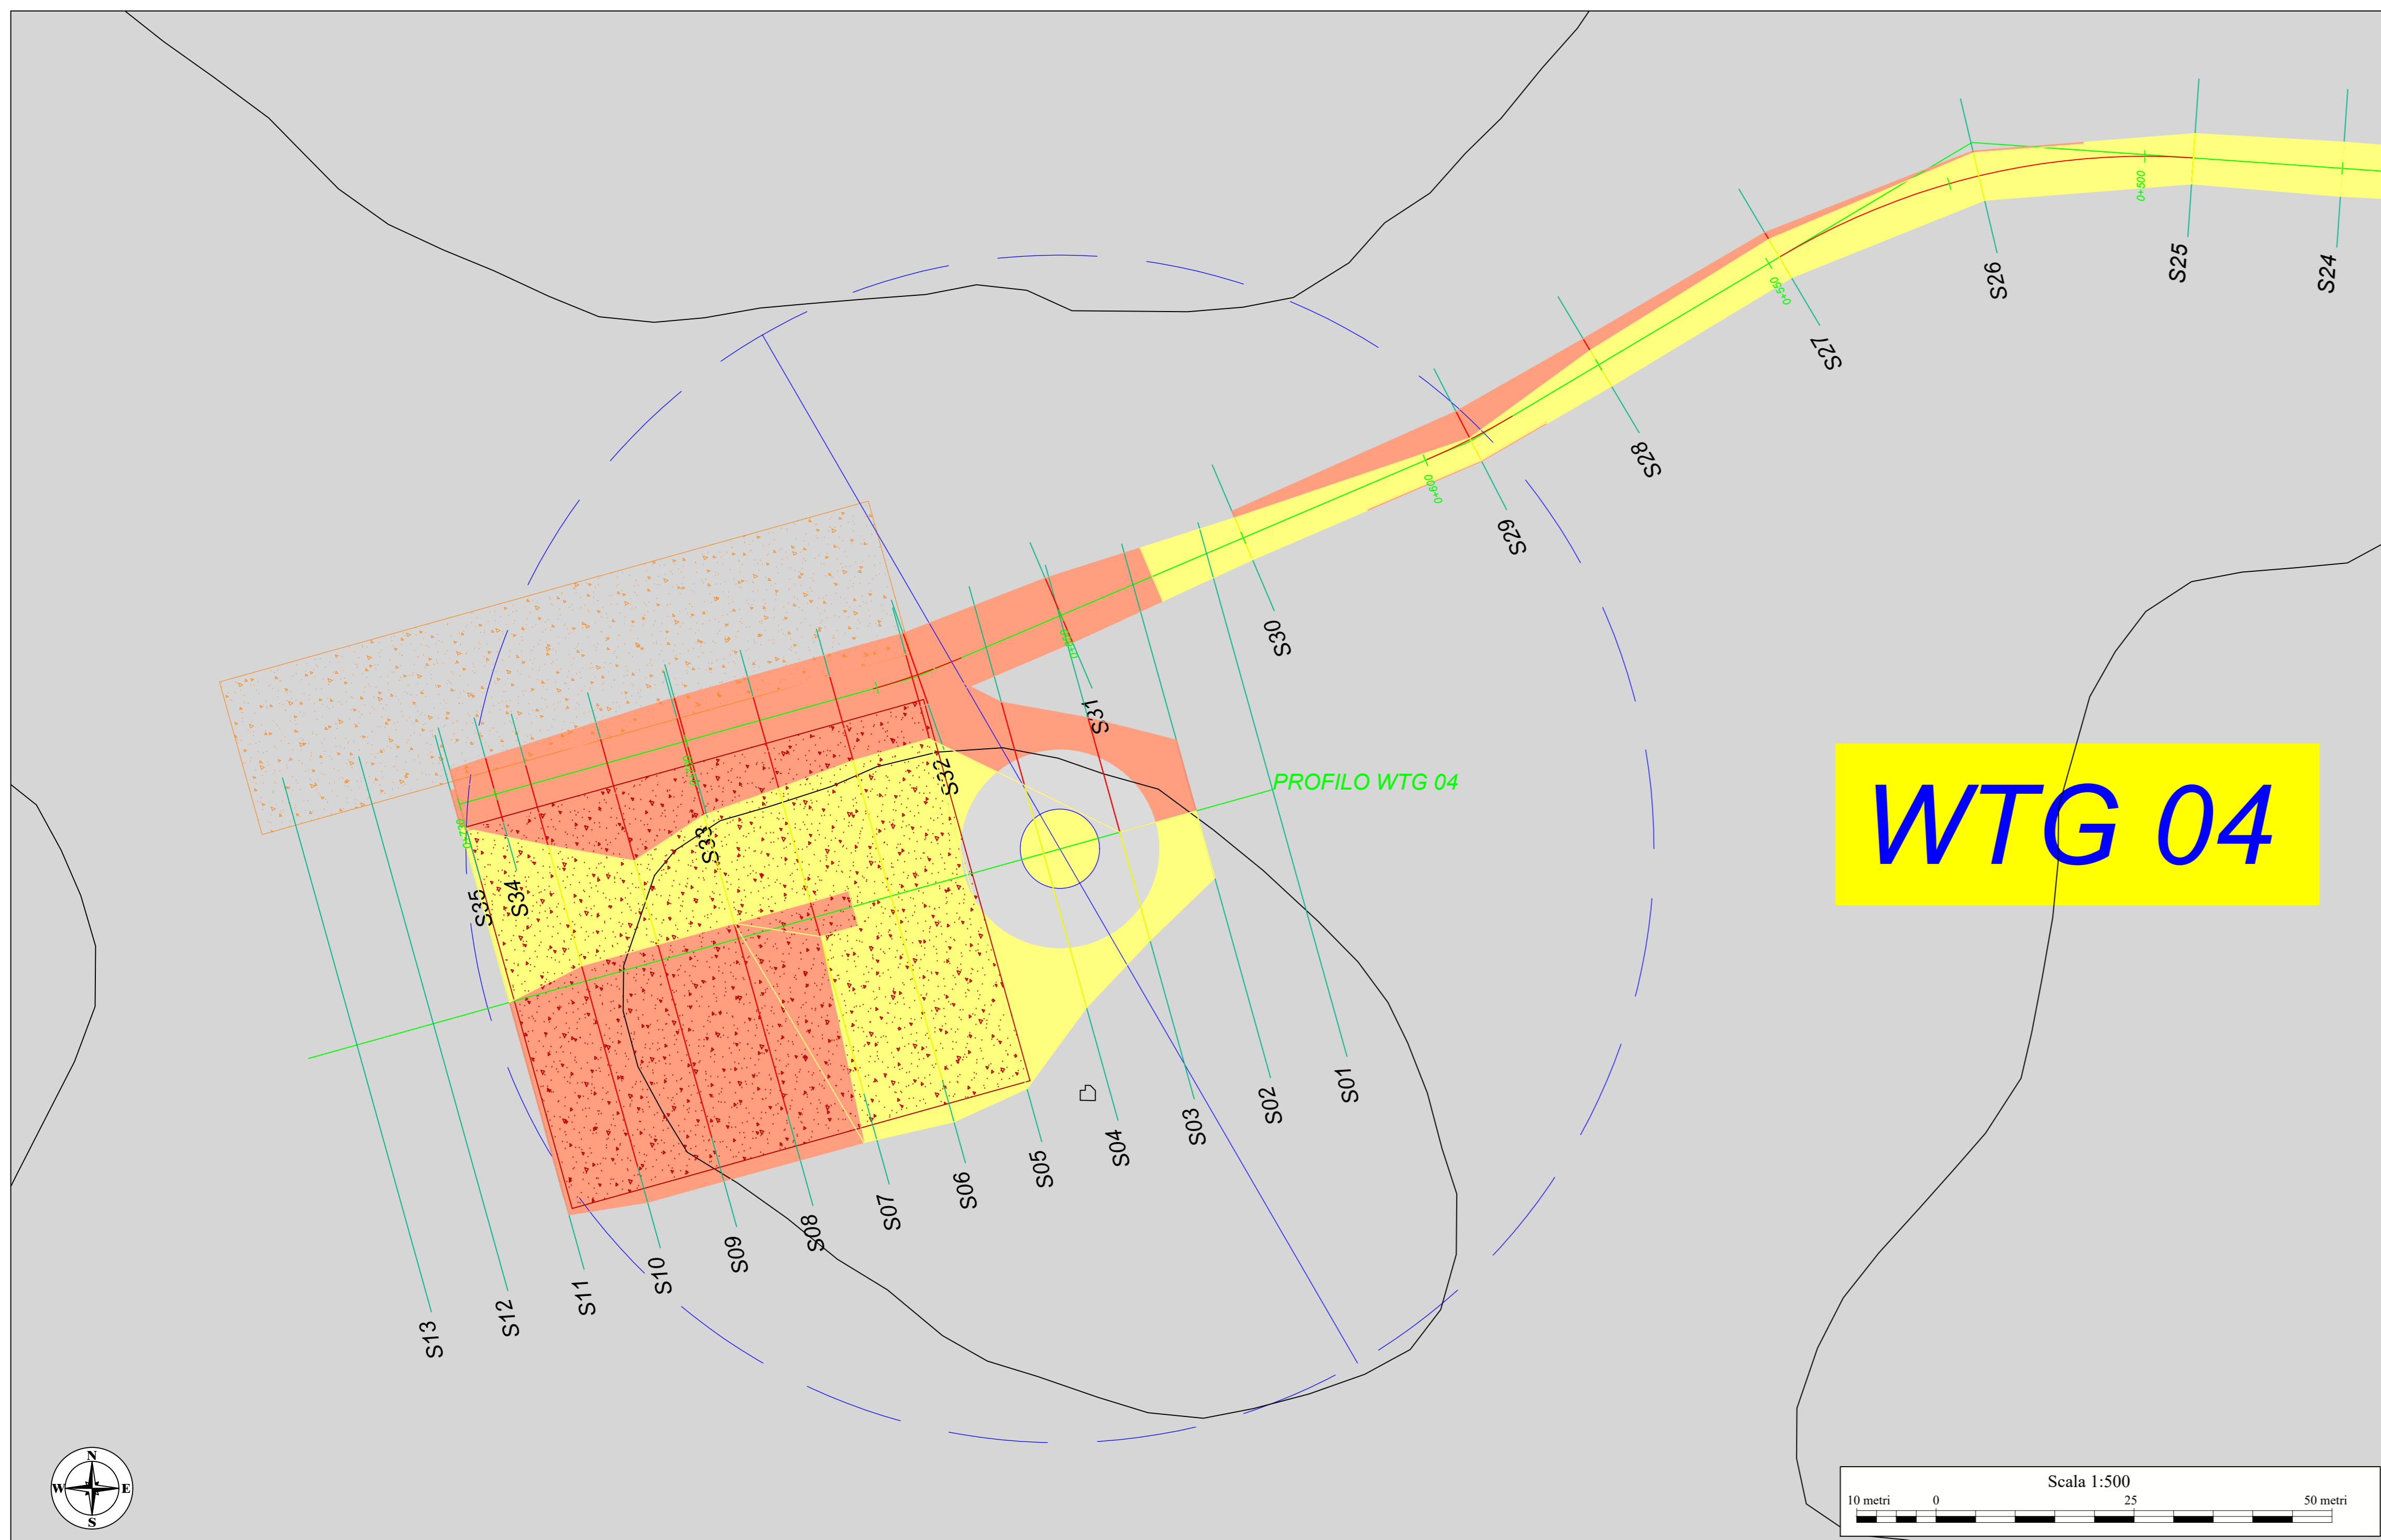 S24
S25
S26
S27
S28
S29
S30
S31
S32
S33
S34
S35
0+500
0+550
0+600
PROFILO WTG 04
WTG 04
S01
S02
S03
S04
S05
S06
S07
S08
S09
S10
S11
S12
S13
N
W
E
S
Scala 1:500
10 metri 0 25 50 metri